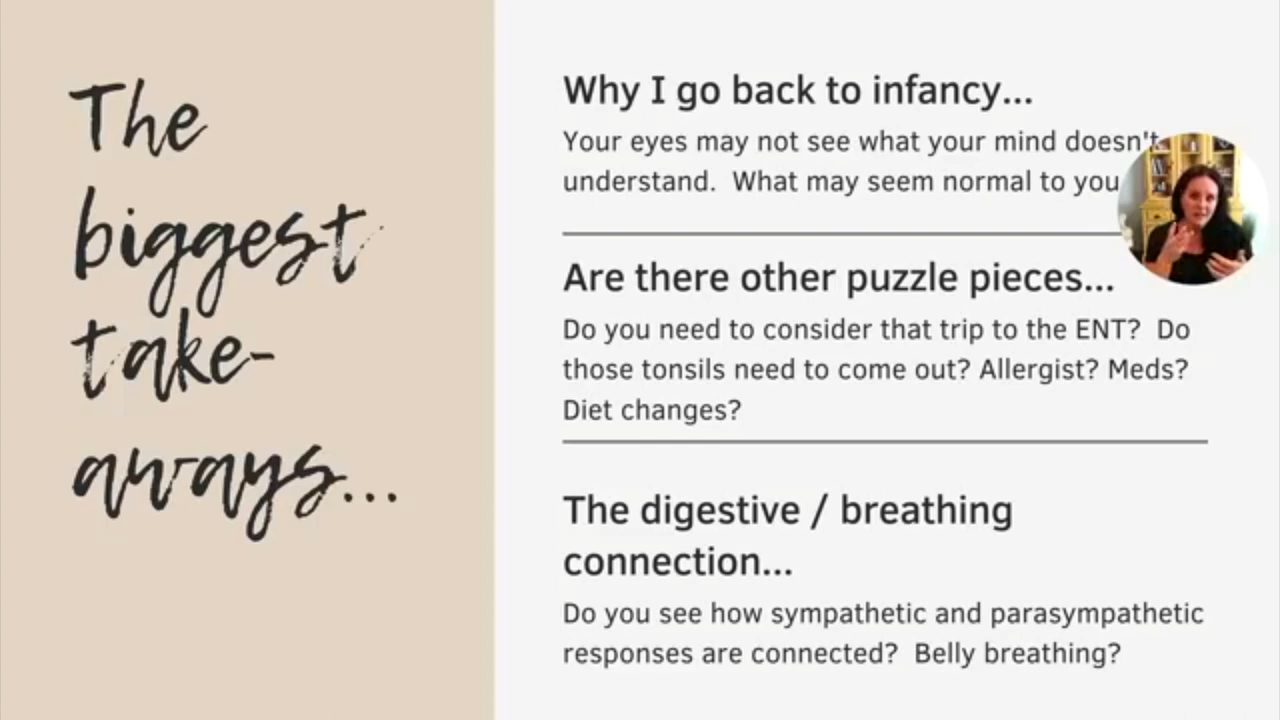 The
biggest
take-
aways...
Why I go back to infancy...
Your eyes may not see what your mind doesn't
understand.  What may seem normal to you
Are there other puzzle pieces...
Do you need to consider that trip to the ENT?  Do
those tonsils need to come out? Allergist? Meds?
Diet changes?
The digestive / breathing
connection...
Do you see how sympathetic and parasympathetic
responses are connected?  Belly breathing?